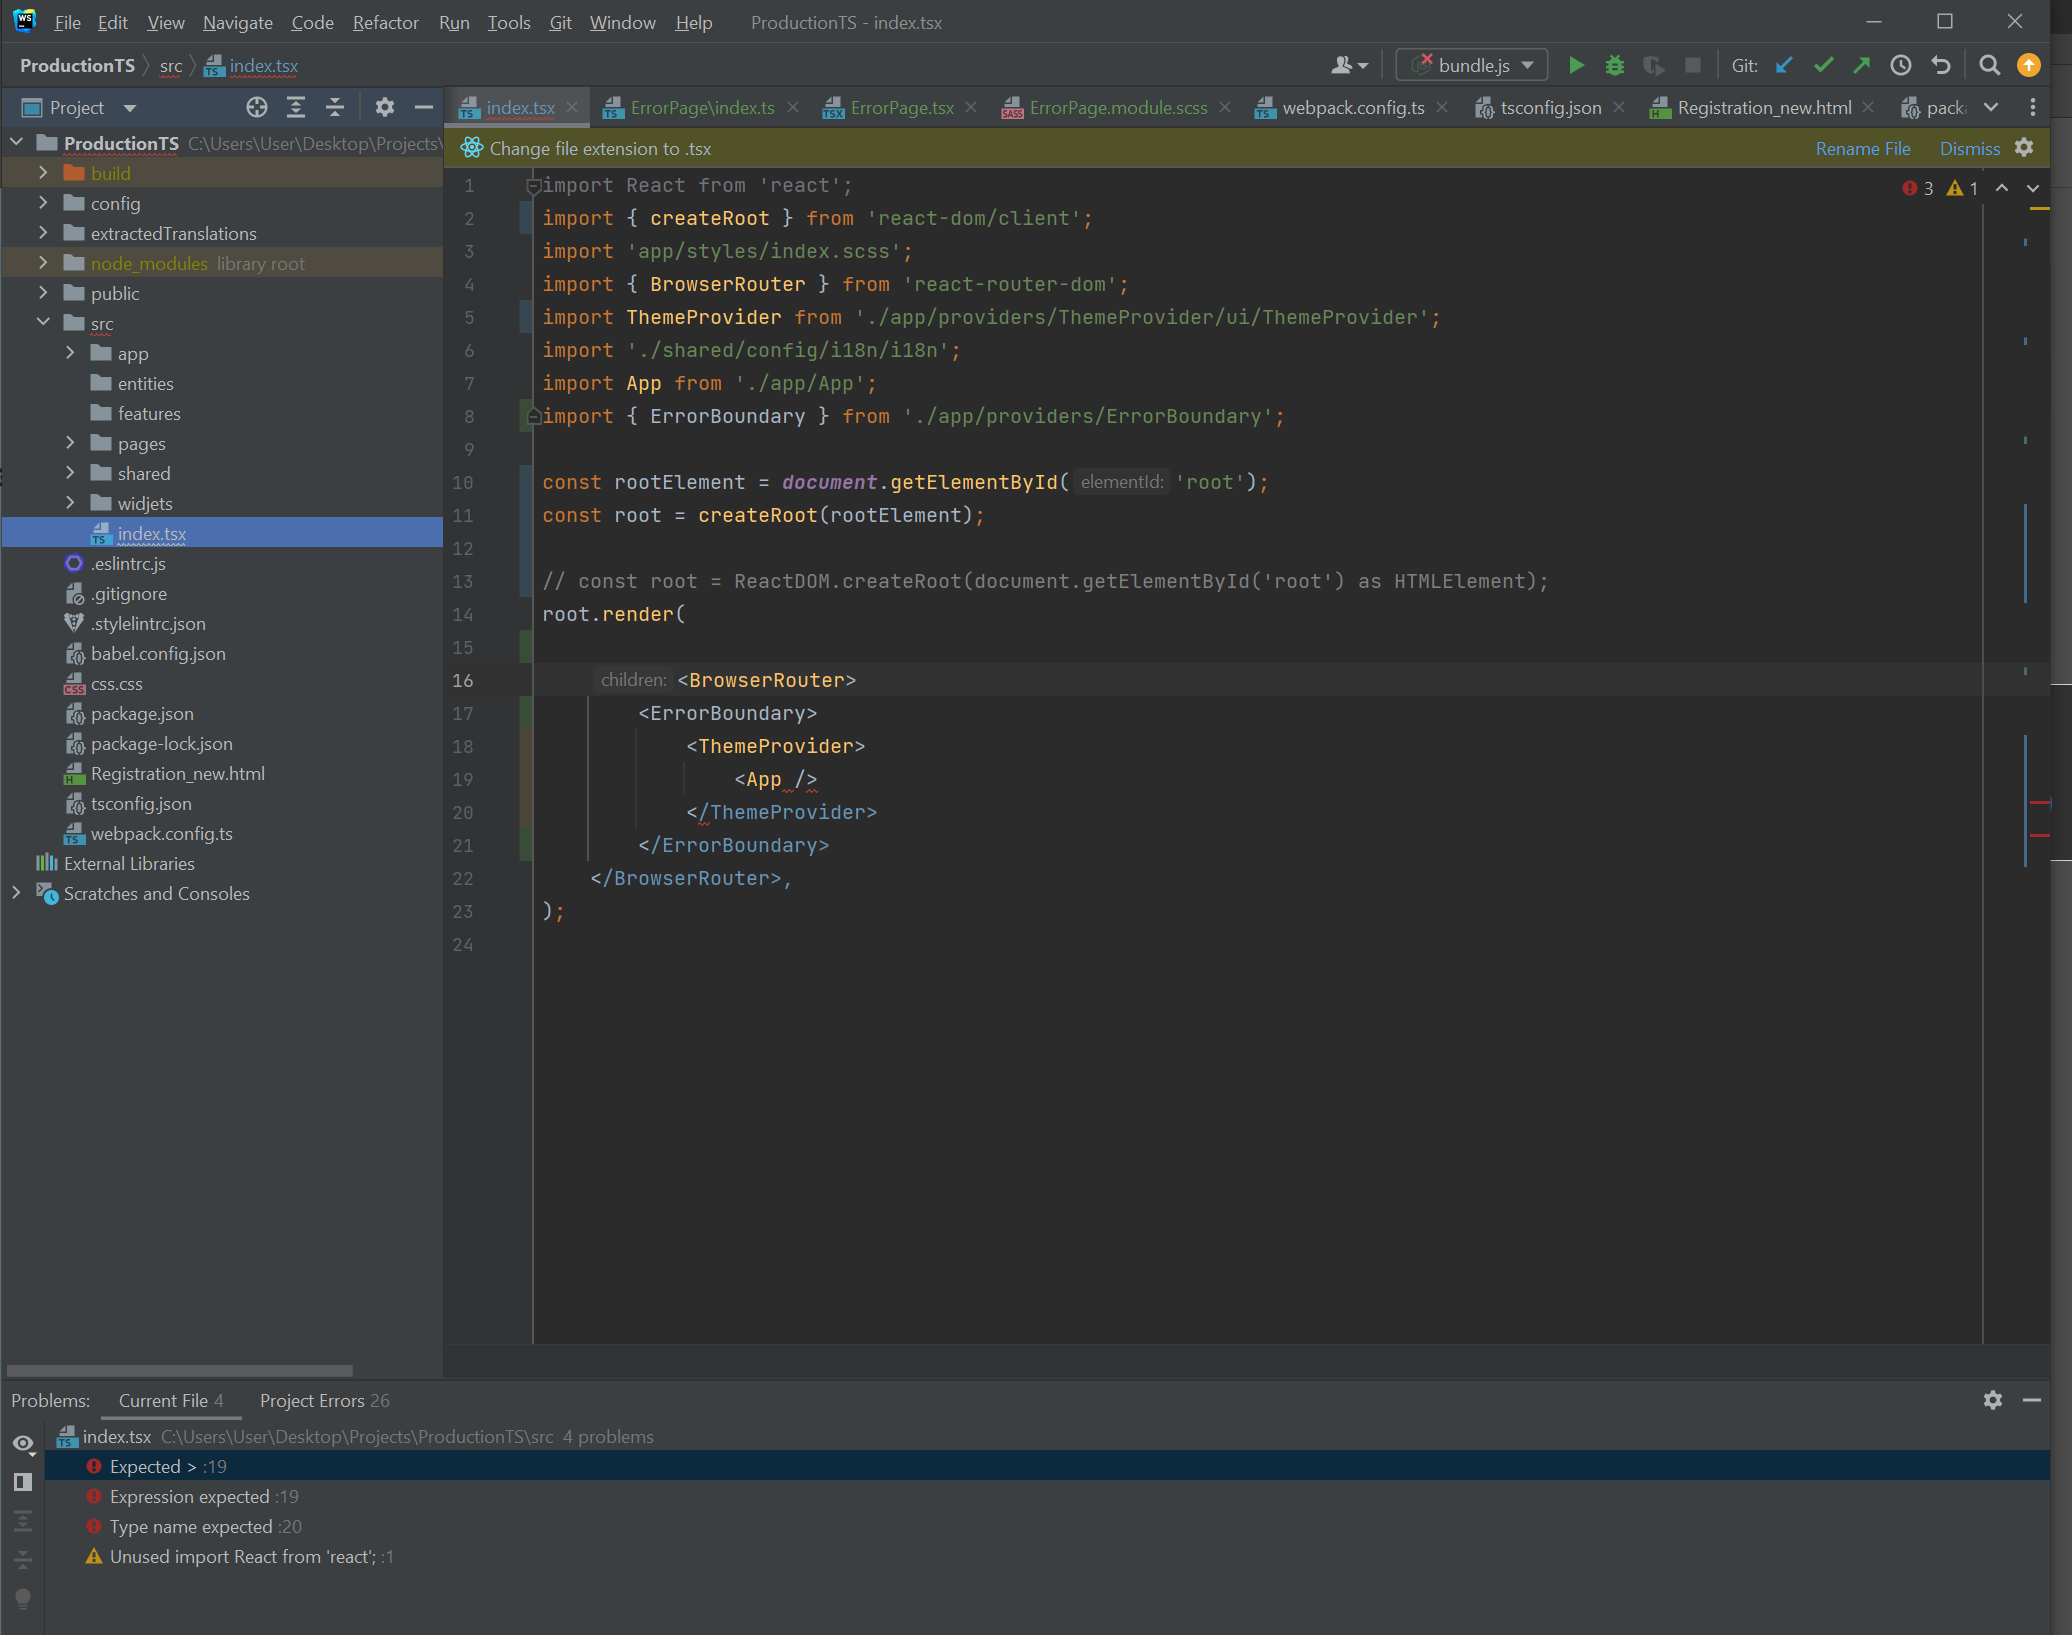 File Edit View Navigate Code Refactor Run Tools Git Window Help ProductionTS - index.tsx
ProductionTS src index.tsx bundle.js Git:
Project
index.tsx ErrorPage\index.ts ErrorPage.tsx ErrorPage.module.scss webpack.config.ts tsconfig.json Registration_new.html packa
ProductionTS C:\Users\User\Desktop\Projects\
build
config
extractedTranslations
node_modules library root
public
src
app
entities
features
pages
shared
widjets
index.tsx
.eslintrc.js
.gitignore
.stylelintrc.json
babel.config.json
css.css
package.json
package-lock.json
Registration_new.html
tsconfig.json
webpack.config.ts
External Libraries
Scratches and Consoles
Change file extension to .tsx Rename File Dismiss
3 1
1 import React from 'react';
2 import { createRoot } from 'react-dom/client';
3 import 'app/styles/index.scss';
4 import { BrowserRouter } from 'react-router-dom';
5 import ThemeProvider from './app/providers/ThemeProvider/ui/ThemeProvider';
6 import './shared/config/i18n/i18n';
7 import App from './app/App';
8 import { ErrorBoundary } from './app/providers/ErrorBoundary';
9
10 const rootElement = document.getElementById( elementId: 'root');
11 const root = createRoot(rootElement);
12
13 // const root = ReactDOM.createRoot(document.getElementById('root') as HTMLElement);
14 root.render(
15
16 children: <BrowserRouter>
17 <ErrorBoundary>
18 <ThemeProvider>
19 <App />
20 </ThemeProvider>
21 </ErrorBoundary>
22 </BrowserRouter>,
23 );
24
Problems: Current File 4 Project Errors 26
index.tsx C:\Users\User\Desktop\Projects\ProductionTS\src 4 problems
Expected > :19
Expression expected :19
Type name expected :20
Unused import React from 'react'; :1